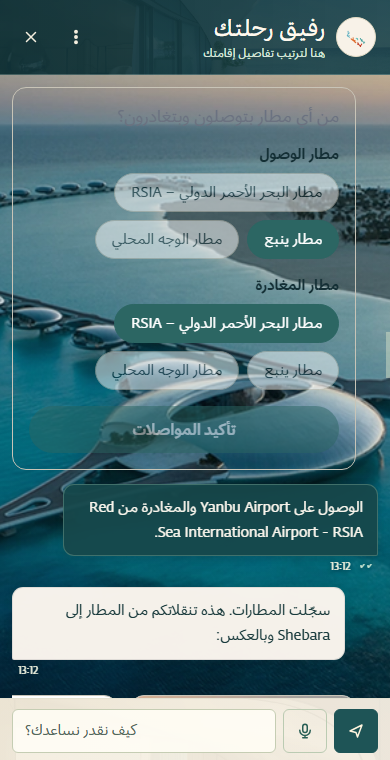 رفيق رحلتك
هنا لترتيب تفاصيل إقامتك
من أي مطار بتوصلون وبتغادرون؟
مطار الوصول
مطار البحر الأحمر الدولي – RSIA
مطار ينبع
مطار الوجه المحلي
مطار المغادرة
مطار البحر الأحمر الدولي – RSIA
مطار ينبع
مطار الوجه المحلي
تأكيد المواصلات
الوصول على Yanbu Airport والمغادرة من Red
Sea International Airport - RSIA.
13:12
سجّلت المطارات. هذه تنقلاتكم من المطار إلى
Shebara وبالعكس:
13:12
كيف نقدر نساعدك؟